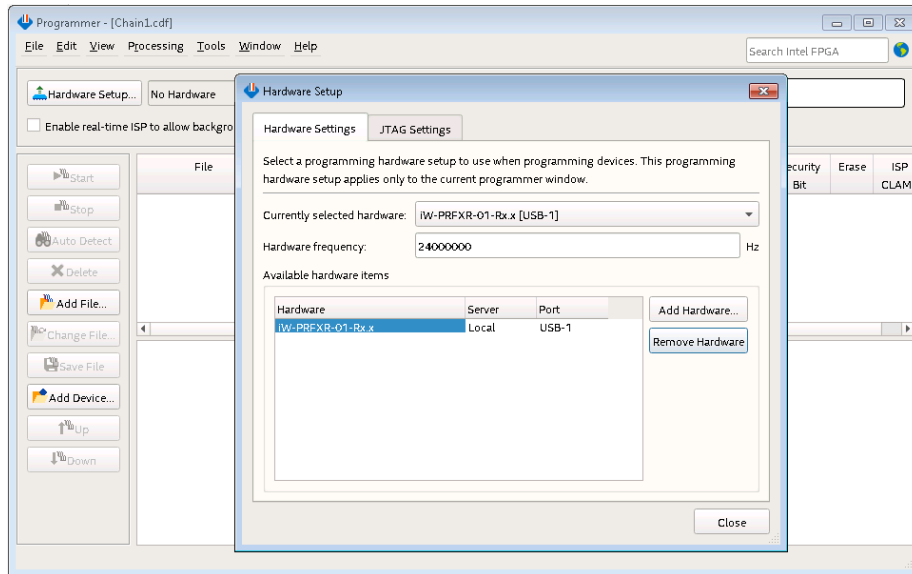 Programmer - [Chain1.cdf]
File Edit View Processing Tools Window Help
Search Intel FPGA
Hardware Setup... No Hardware
Enable real-time ISP to allow backgro
Start
Stop
Auto Detect
Delete
Add File...
Change File...
Save File
Add Device...
Up
Down
File
Erase ISP
Bit CLAM
Hardware Setup
Hardware Settings JTAG Settings
Select a programming hardware setup to use when programming devices. This programming
hardware setup applies only to the current programmer window.
Currently selected hardware: iW-PRFXR-01-Rx.x [USB-1]
Hardware frequency: 24000000 Hz
Available hardware items
Hardware Server Port
iW-PRFXR-01-Rx.x Local USB-1
Add Hardware...
Remove Hardware
Close